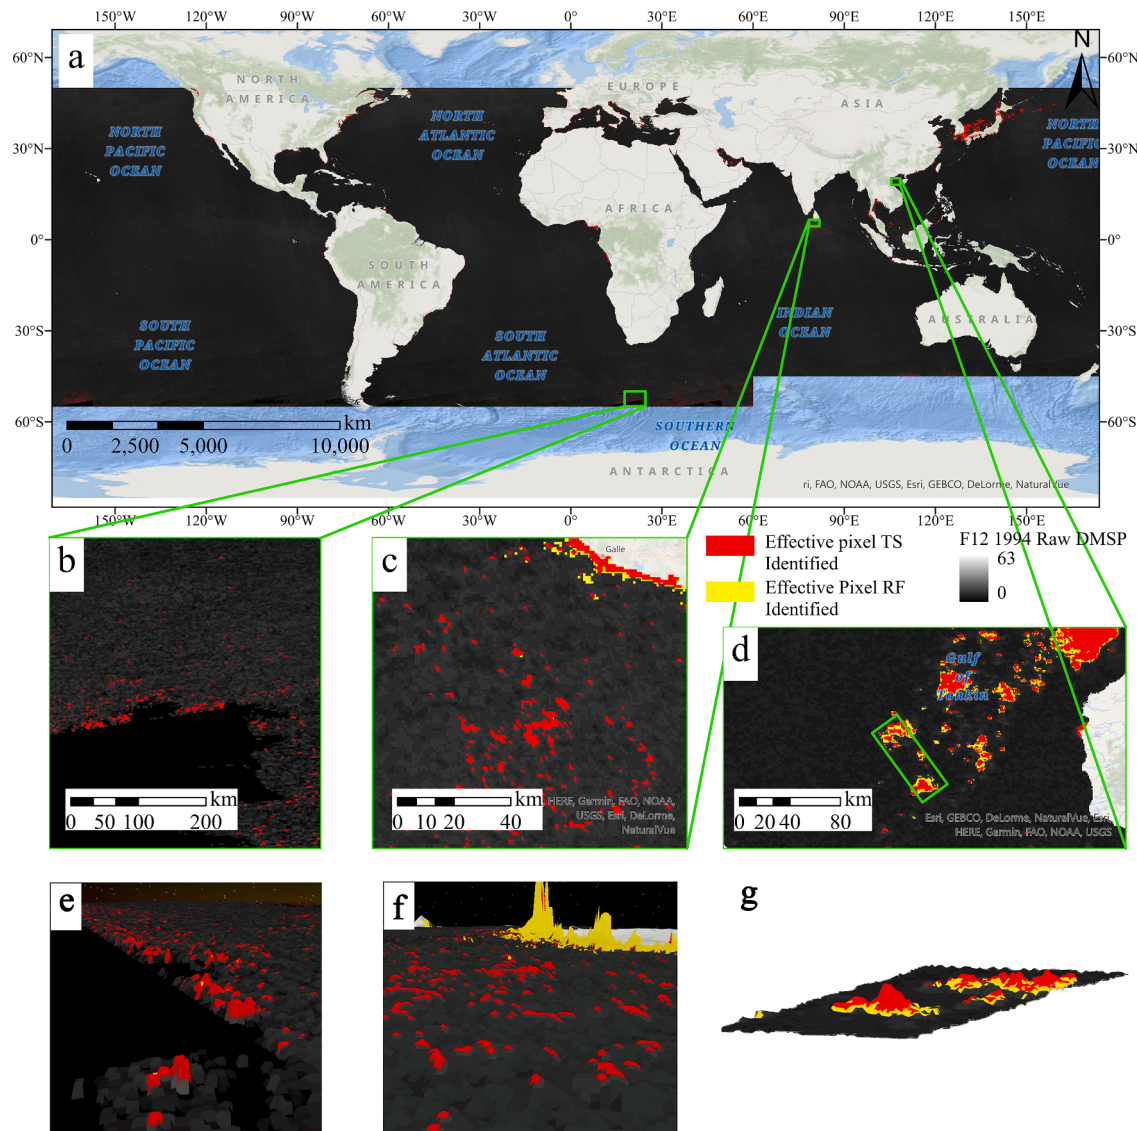 150°W 120°W 90°W 60°W 30°W 0° 30°E 60°E 90°E 120°E 150°E
a
N
60°N
60°N
NORTH
AMERICA
EUROPE
ASIA
NORTH
PACIFIC
OCEAN
NORTH
ATLANTIC
OCEAN
NORTH
PACIFIC
OCEAN
30°N
30°N
AFRICA
0°
0°
SOUTH
AMERICA
INDIAN
OCEAN
AUSTRALIA
SOUTH
PACIFIC
OCEAN
SOUTH
ATLANTIC
OCEAN
30°S
30°S
60°S
60°S
SOUTHERN
OCEAN
km
0 2,500 5,000 10,000
ANTARCTICA
ri, FAO, NOAA, USGS, Esri, GEBCO, DeLorme, NaturalVue
150°W 120°W 90°W 60°W 30°W 0° 30°E 60°E 90°E 120°E 150°E
b
km
0 50 100 200
c
Galle
km
0 10 20 40
HERE, Garmin, FAO, NOAA,
USGS, Esri, DeLorme,
NaturalVue
Effective pixel TS
Identified
Effective Pixel RF
Identified
F12 1994 Raw DMSP
63
0
d
Gulf
of
Tonkin
km
0 20 40 80
Esri, GEBCO, DeLorme, NaturalVue, Esri,
HERE, Garmin, FAO, NOAA, USGS
e
f
g